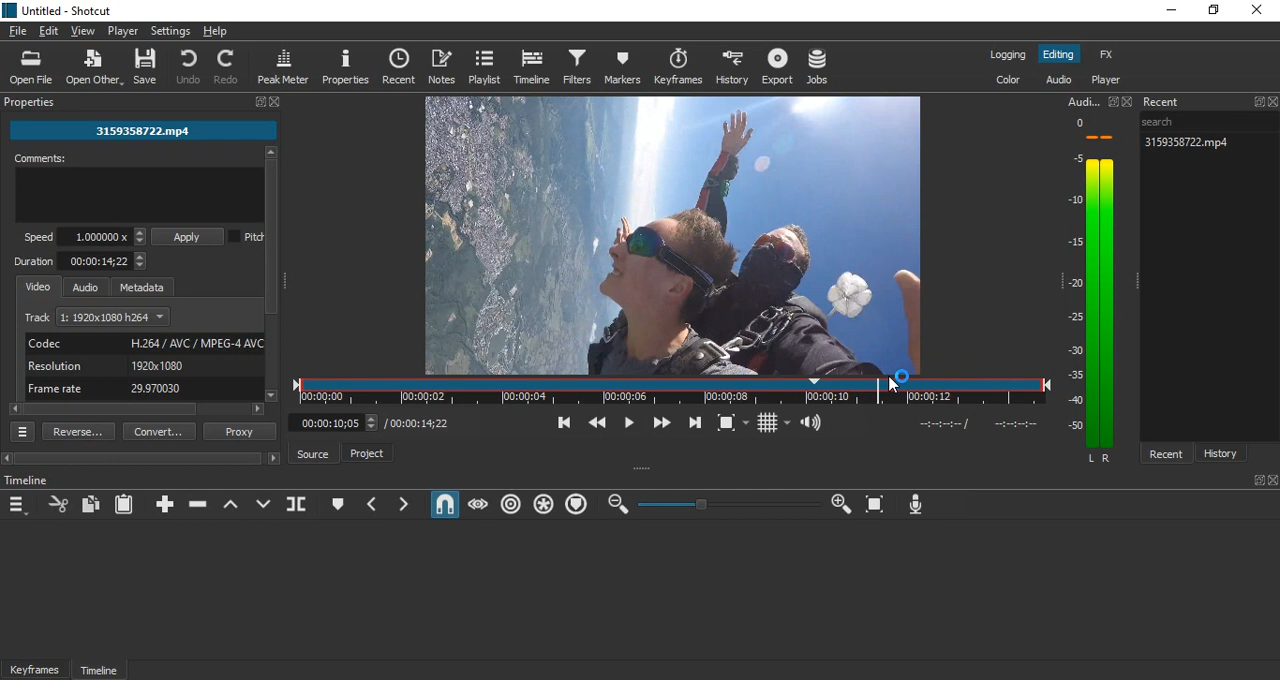 Untitled - Shotcut
File Edit View Player Settings Help
Open File Open Other. Save Undo Redo Peak Meter Properties Recent Notes Playlist Timeline Filters Markers Keyframes History Export Jobs
Logging Editing FX
Color Audio Player
Properties
3159358722.mp4
Comments:
Speed 1.000000 x Apply Pitch
Duration 00:00:14;22
Video Audio Metadata
Track 1: 1920x1080 h264
Codec H.264 / AVC / MPEG-4 AVC
Resolution 1920x1080
Frame rate 29.970030
Reverse... Convert... Proxy
00:00:00 00:00:02 00:00:04 00:00:06 00:00:08 00:00:10 00:00:12
00:00:10;05 / 00:00:14;22
--:--:--:-- / --:--:--:--
Source Project
Audi...
0
-5
-10
-15
-20
-25
-30
-35
-40
-50
L R
Recent
search
3159358722.mp4
Recent History
Timeline
Keyframes Timeline